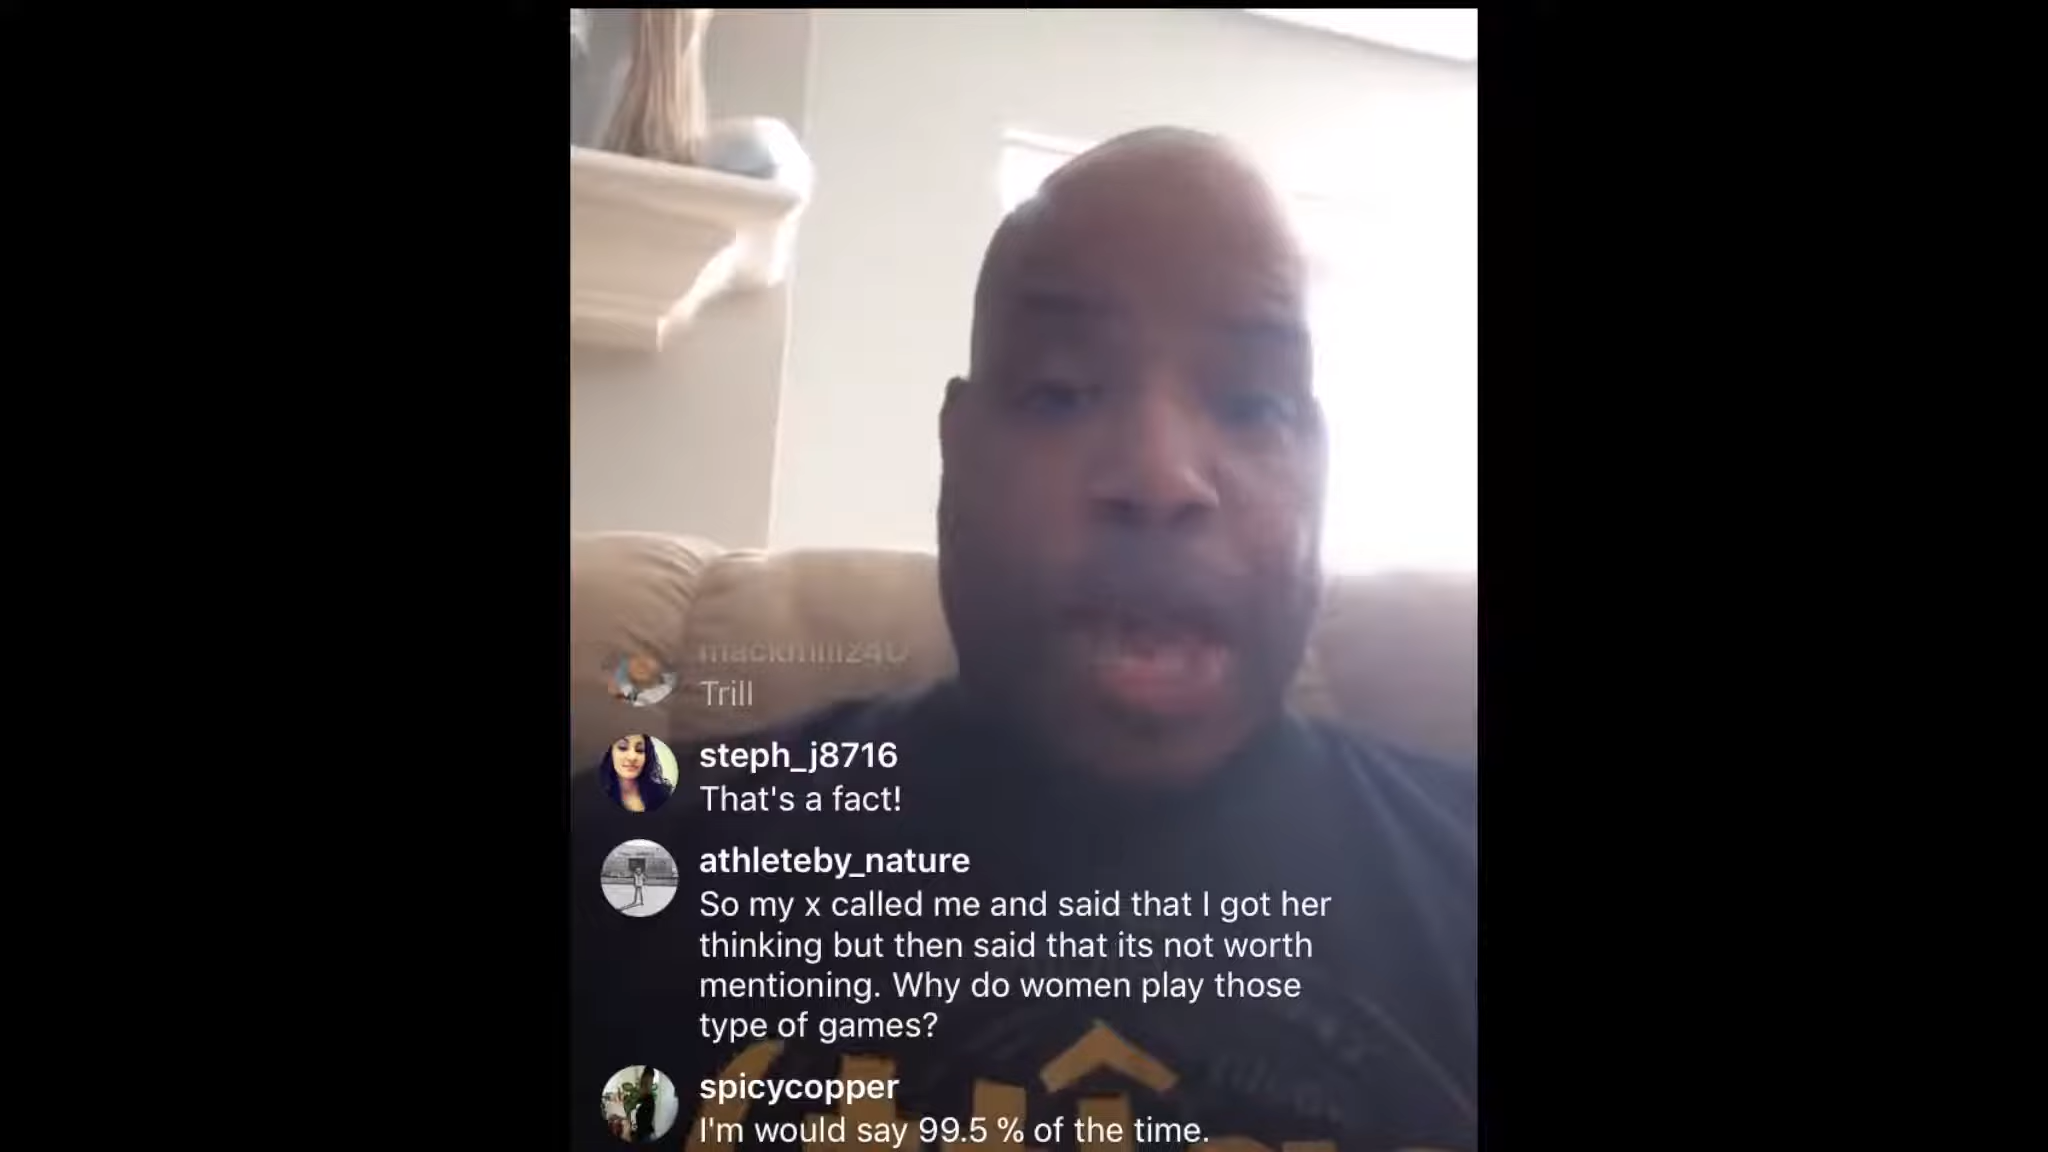 Trill
steph_j8716
That's a fact!
athleteby_nature
So my x called me and said that I got her
thinking but then said that its not worth
mentioning. Why do women play those
type of games?
spicycopper
I'm would say 99.5 % of the time.